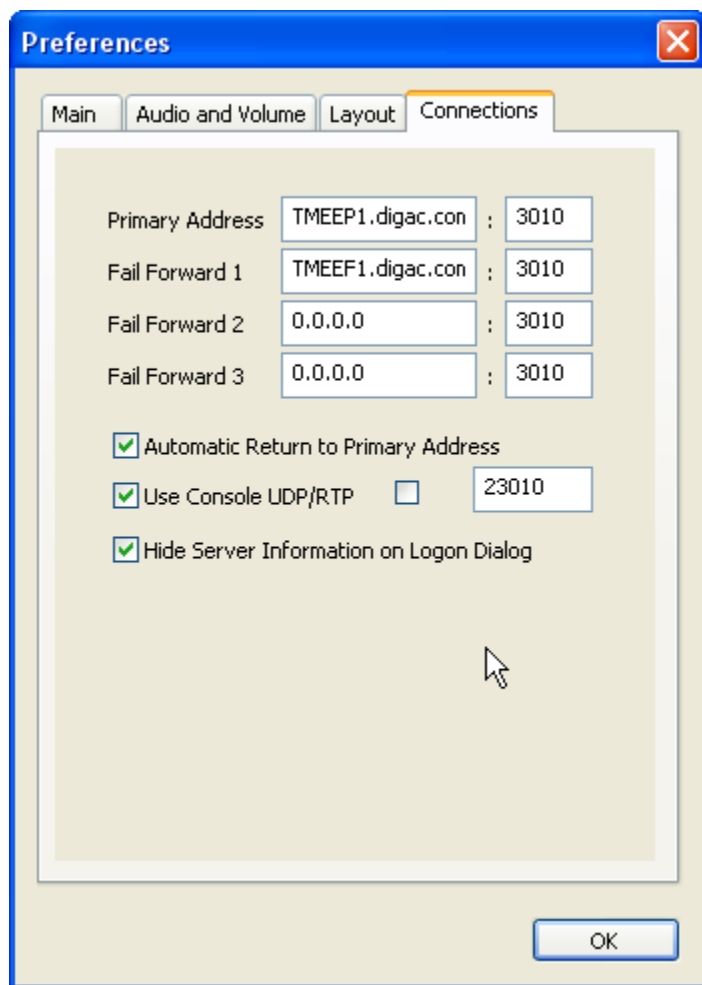 Preferences
Main Audio and Volume Layout Connections
Primary Address TMEEP1.digac.con : 3010
Fail Forward 1 TMEEF1.digac.con : 3010
Fail Forward 2 0.0.0.0 : 3010
Fail Forward 3 0.0.0.0 : 3010
Automatic Return to Primary Address
Use Console UDP/RTP 23010
Hide Server Information on Logon Dialog
OK